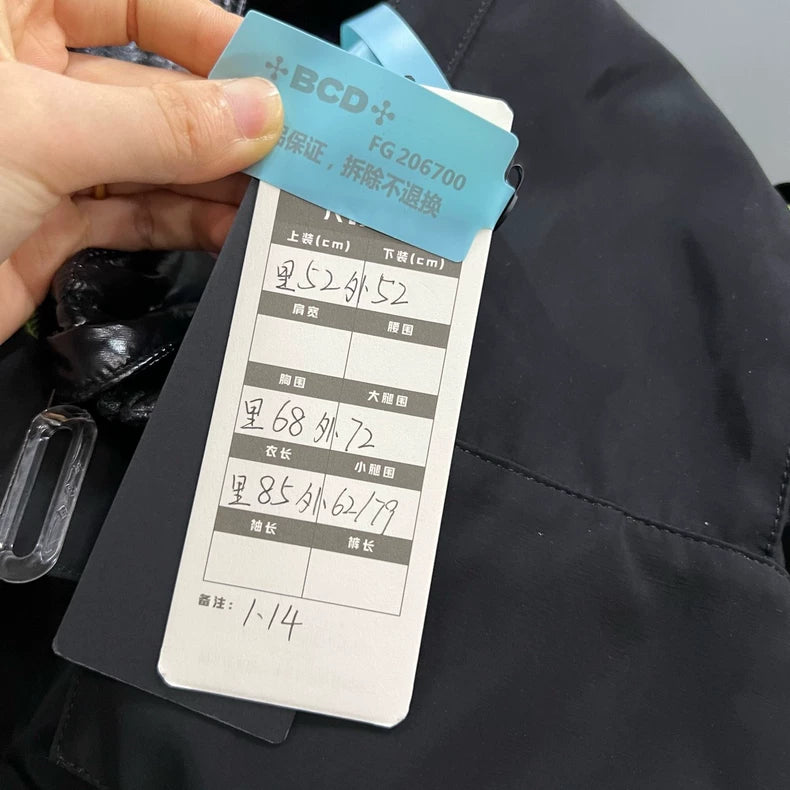 BCD
FG 206700
品保证，拆除不退换
上装(cm) 下装(cm)
里52 外52
肩宽 腰围
胸围 大腿围
里68 外72
衣长 小腿围
里85 外62/79
袖长 裤长
备注： 1.14